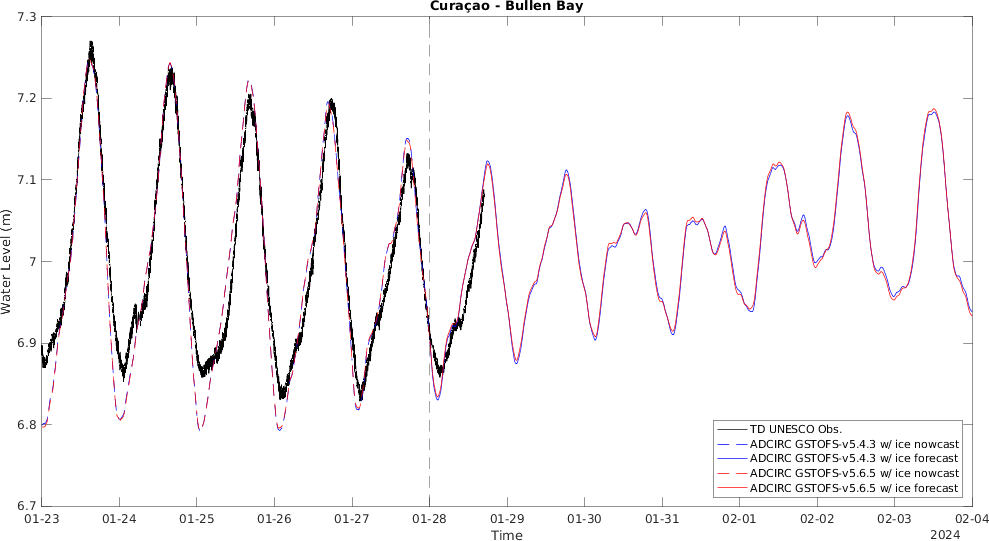 Curaçao - Bullen Bay
7.3
7.2
7.1
7
6.9
6.8
6.7
Water Level (m)
TD UNESCO Obs.
ADCIRC GSTOFS-v5.4.3 w/ ice nowcast
ADCIRC GSTOFS-v5.4.3 w/ ice forecast
ADCIRC GSTOFS-v5.6.5 w/ ice nowcast
ADCIRC GSTOFS-v5.6.5 w/ ice forecast
01-23 01-24 01-25 01-26 01-27 01-28 01-29 01-30 01-31 02-01 02-02 02-03 02-04
Time
2024